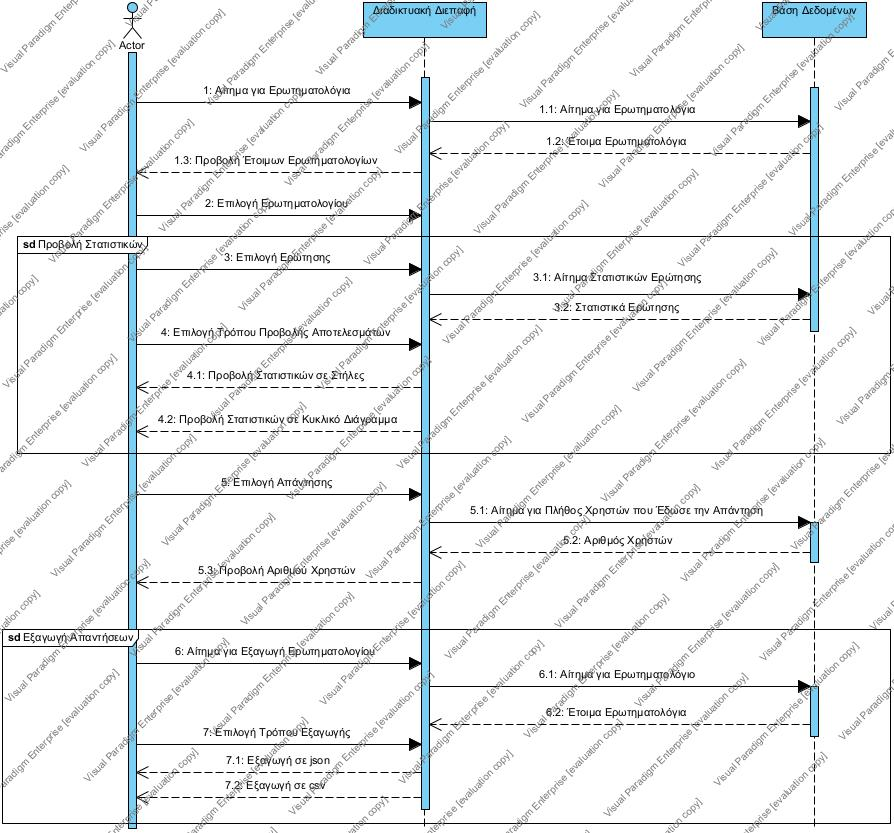 Διαδικτυακή Διεπαφή
Βάση Δεδομένων
Actor
1: Αίτημα για Ερωτηματολόγια
1.1: Αίτημα για Ερωτηματολόγια
1.2: Έτοιμα Ερωτηματολόγια
1.3: Προβολή Έτοιμων Ερωτηματολογίων
2: Επιλογή Ερωτηματολογίου
sd Προβολή Στατιστικών
3: Επιλογή Ερώτησης
3.1: Αίτημα Στατιστικών Ερώτησης
3.2: Στατιστικά Ερώτησης
4: Επιλογή Τρόπου Προβολής Αποτελεσμάτων
4.1: Προβολή Στατιστικών σε Στήλες
4.2: Προβολή Στατιστικών σε Κυκλικό Διάγραμμα
5: Επιλογή Απάντησης
5.1: Αίτημα για Πλήθος Χρηστών που Έδωσε την Απάντηση
5.2: Αριθμός Χρηστών
5.3: Προβολή Αριθμού Χρηστών
sd Εξαγωγή Απαντήσεων
6: Αίτημα για Εξαγωγή Ερωτηματολογίου
6.1: Αίτημα για Ερωτηματολόγιο
6.2: Έτοιμα Ερωτηματολόγια
7: Επιλογή Τρόπου Εξαγωγής
7.1: Εξαγωγή σε json
7.2: Εξαγωγή σε csv
Visual Paradigm Enterprise [evaluation copy]